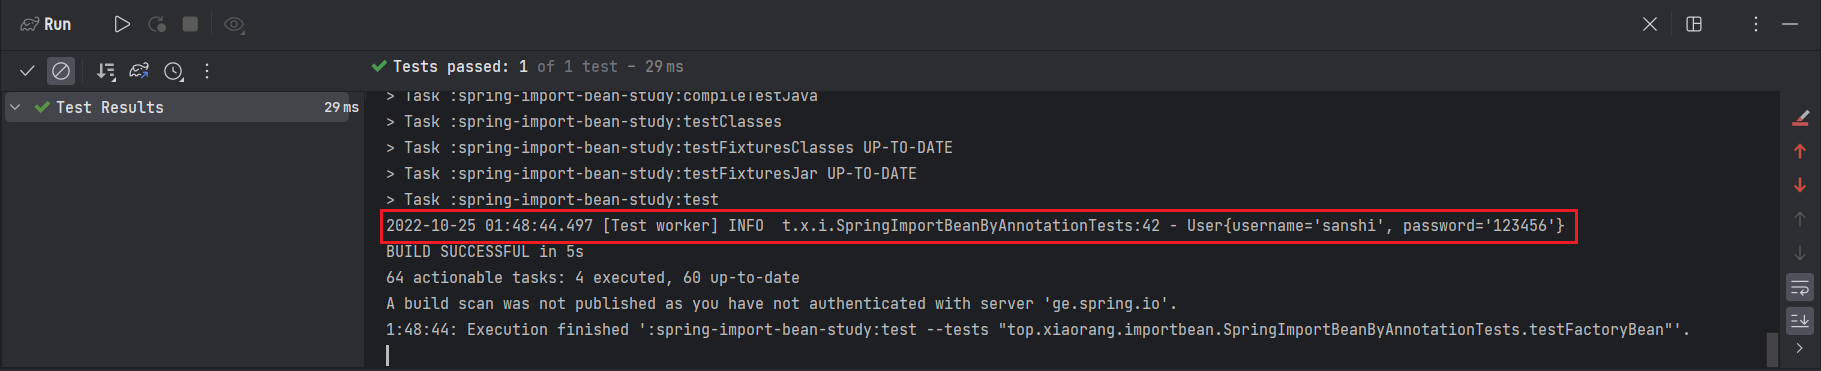 Run
Tests passed: 1 of 1 test – 29 ms
Test Results 29 ms
> Task :spring-import-bean-study:compileTestJava
> Task :spring-import-bean-study:testClasses
> Task :spring-import-bean-study:testFixturesClasses UP-TO-DATE
> Task :spring-import-bean-study:testFixturesJar UP-TO-DATE
> Task :spring-import-bean-study:test
2022-10-25 01:48:44.497 [Test worker] INFO  t.x.i.SpringImportBeanByAnnotationTests:42 - User{username='sanshi', password='123456'}
BUILD SUCCESSFUL in 5s
64 actionable tasks: 4 executed, 60 up-to-date
A build scan was not published as you have not authenticated with server 'ge.spring.io'.
1:48:44: Execution finished ':spring-import-bean-study:test --tests "top.xiaorang.importbean.SpringImportBeanByAnnotationTests.testFactoryBean"'.